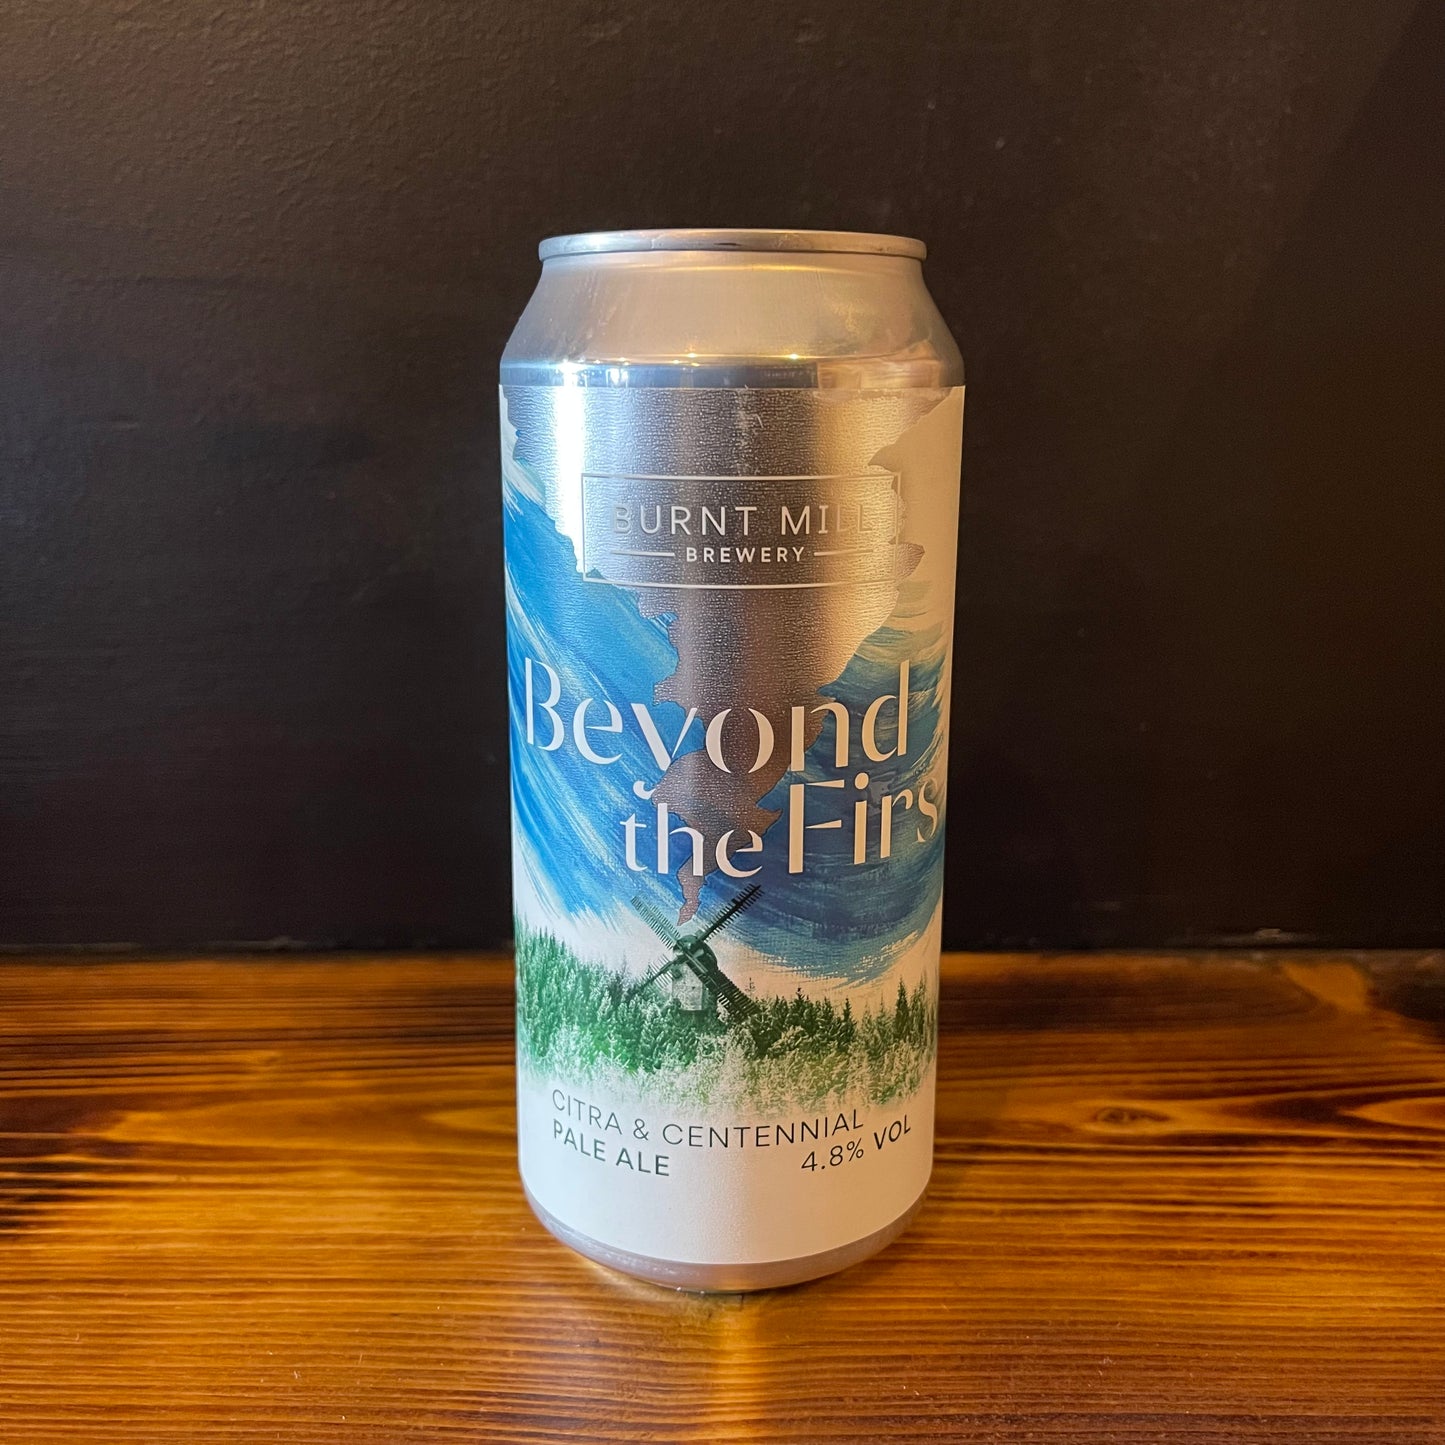 BURNT MILL
BREWERY
Beyond
the Firs
CITRA & CENTENNIAL
PALE ALE 4.8% VOL